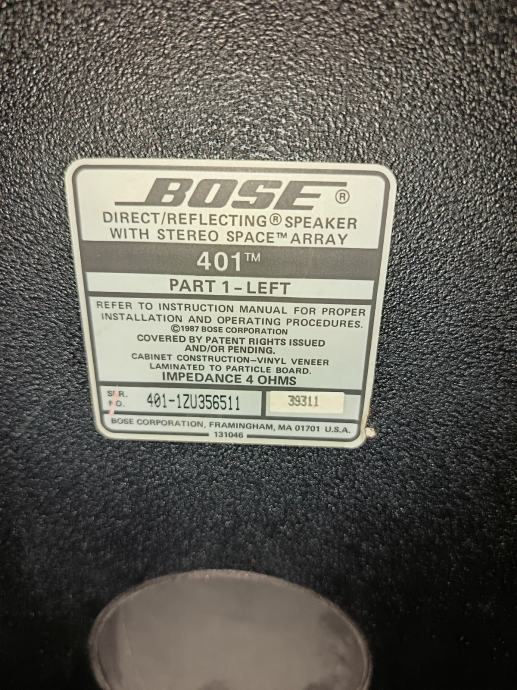 BOSE®
DIRECT/REFLECTING® SPEAKER
WITH STEREO SPACE™ ARRAY
401™
PART 1-LEFT
REFER TO INSTRUCTION MANUAL FOR PROPER
INSTALLATION AND OPERATING PROCEDURES.
©1987 BOSE CORPORATION
COVERED BY PATENT RIGHTS ISSUED
AND/OR PENDING.
CABINET CONSTRUCTION-VINYL VENEER
LAMINATED TO PARTICLE BOARD.
IMPEDANCE 4 OHMS
SER. NO. 401-1ZU356511 39311
BOSE CORPORATION, FRAMINGHAM, MA 01701 U.S.A.
131046